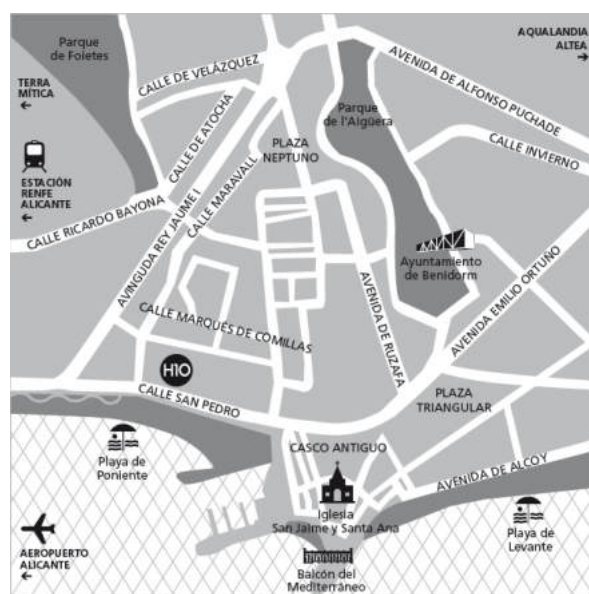 Parque
de Foietes
AQUALANDIA
ALTEA
TERRA
MÍTICA
CALLE DE VELÁZQUEZ
AVENIDA DE ALFONSO PUCHADE
Parque
de l'Aigüera
CALLE DE ATOCHA
PLAZA
NEPTUNO
CALLE INVIERNO
ESTACIÓN
RENFE
ALICANTE
CALLE RICARDO BAYONA
AVINGUDA REY JAUME I
CALLE MARAVALL
Ayuntamiento
de Benidorm
AVENIDA EMILIO ORTUÑO
AVENIDA DE RUZAFA
CALLE MARQUÉS DE COMILLAS
H10
CALLE SAN PEDRO
PLAZA
TRIANGULAR
CASCO ANTIGUO
AVENIDA DE ALCOY
Playa de
Poniente
Iglesia
San Jaime y Santa Ana
Playa de
Levante
AEROPUERTO
ALICANTE
Balcón del
Mediterráneo